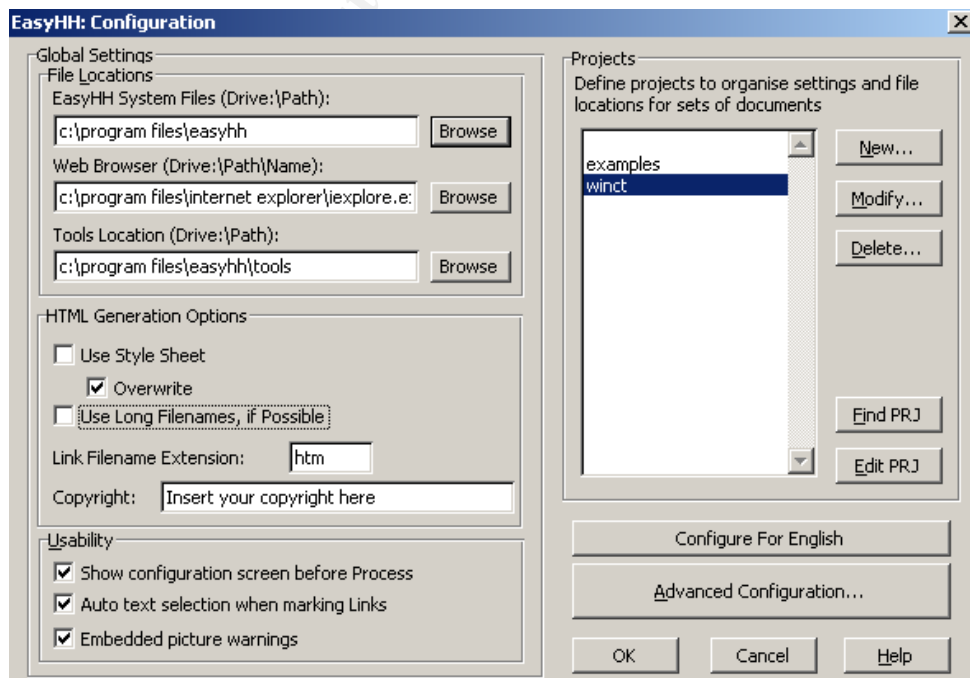 EasyHH: Configuration
Global Settings
File Locations
EasyHH System Files (Drive:\Path):
c:\program files\easyhh
Browse
Web Browser (Drive:\Path\Name):
c:\program files\internet explorer\iexplore.e
Browse
Tools Location (Drive:\Path):
c:\program files\easyhh\tools
Browse
HTML Generation Options
Use Style Sheet
Overwrite
Use Long Filenames, if Possible
Link Filename Extension:
htm
Copyright:
Insert your copyright here
Usability
Show configuration screen before Process
Auto text selection when marking Links
Embedded picture warnings
Projects
Define projects to organise settings and file
locations for sets of documents
examples
winct
New...
Modify...
Delete...
Find PRJ
Edit PRJ
Configure For English
Advanced Configuration...
OK
Cancel
Help